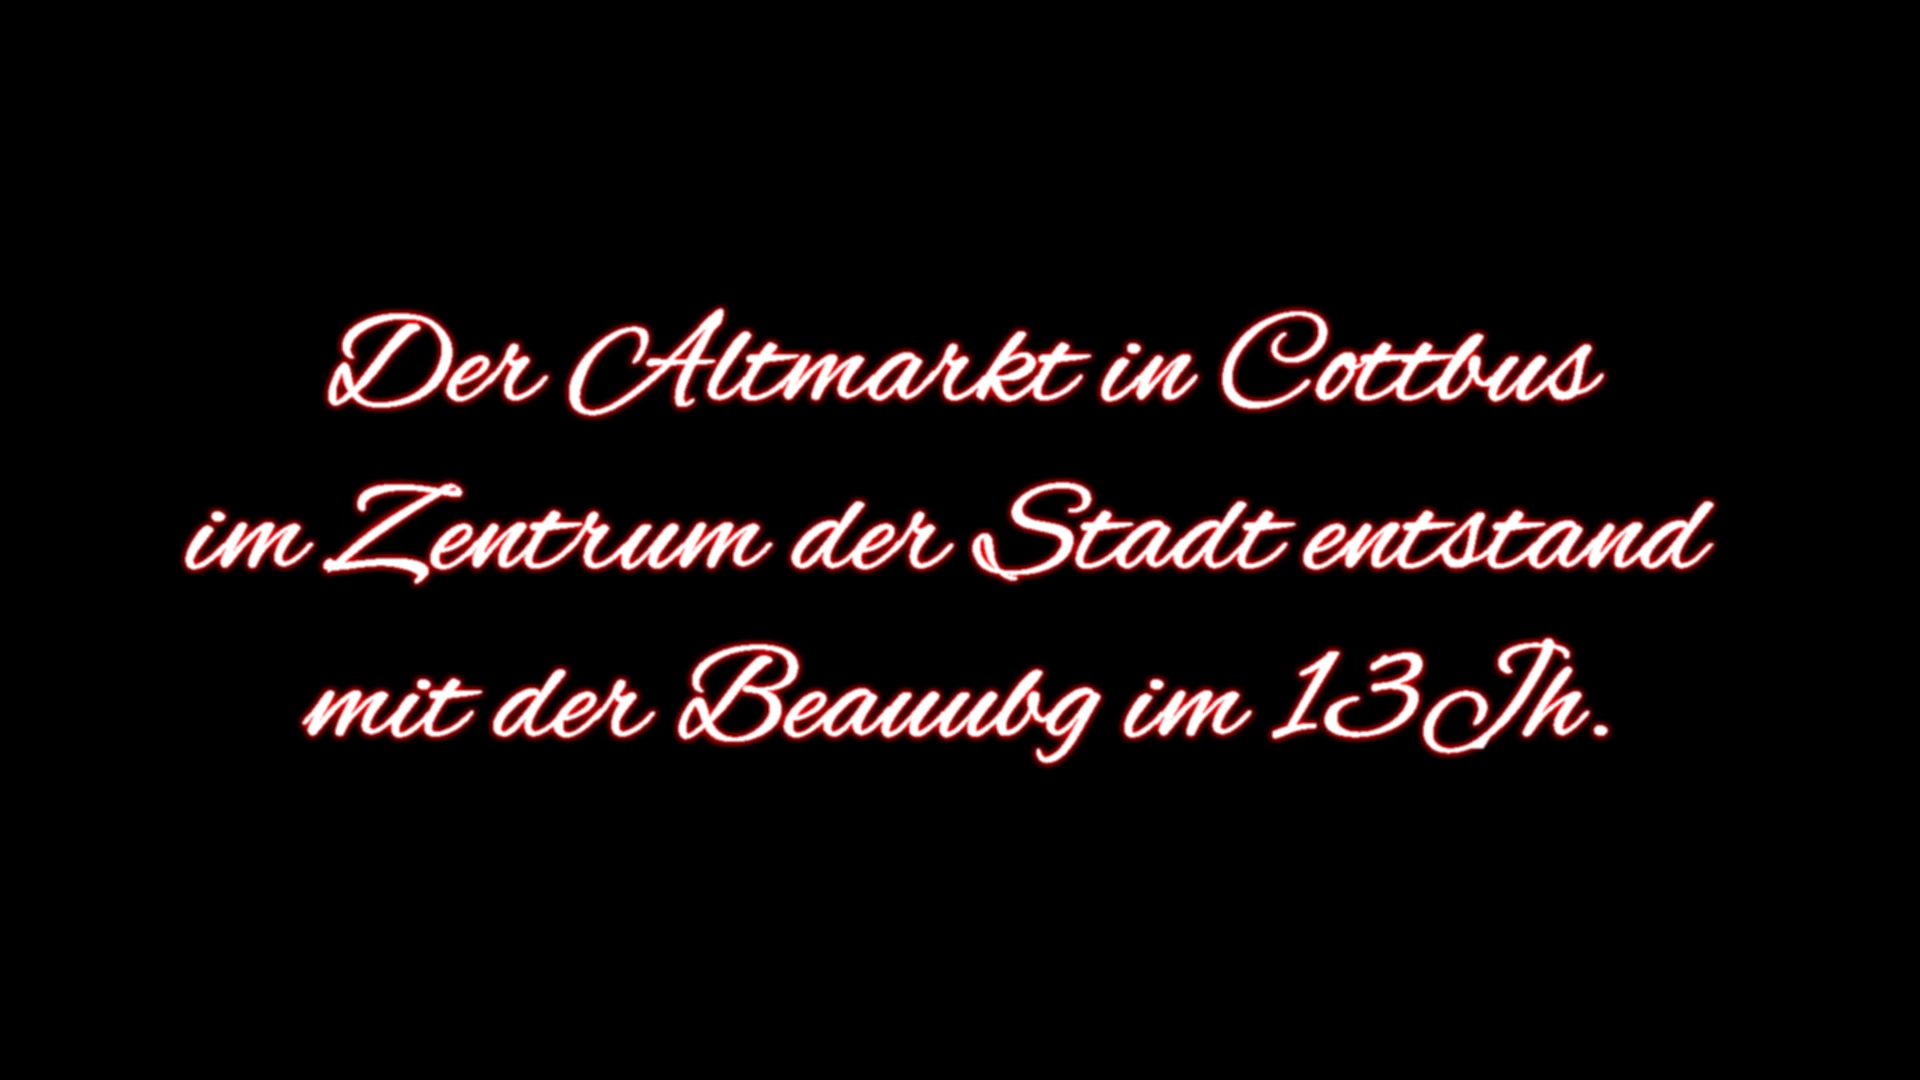 Der Altmarkt in Cottbus
im Zentrum der Stadt entstand
mit der Beauubg im 13Jh.